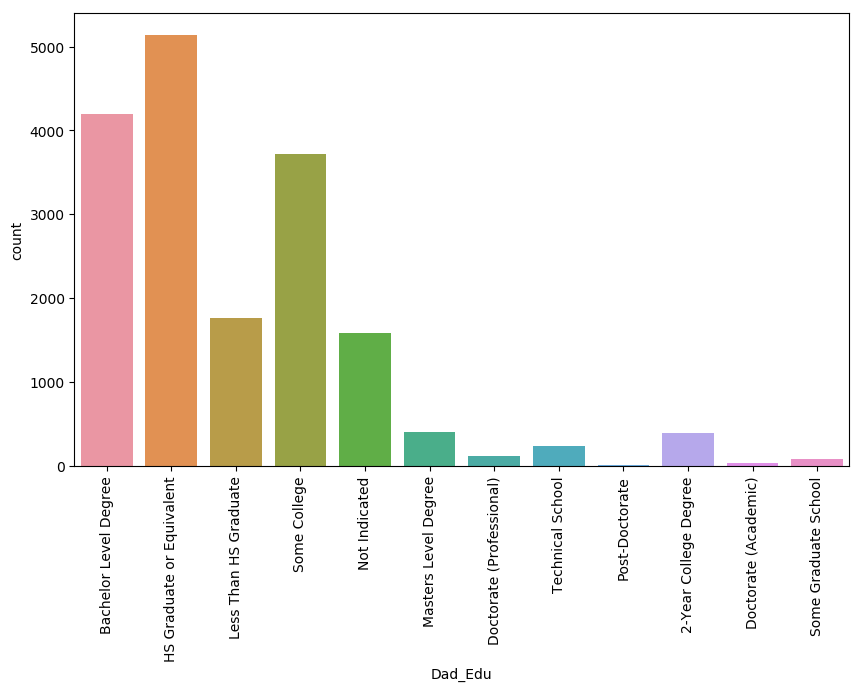 5000
4000
3000
2000
1000
0
count
Bachelor Level Degree
HS Graduate or Equivalent
Less Than HS Graduate
Some College
Not Indicated
Masters Level Degree
Doctorate (Professional)
Technical School
Post-Doctorate
2-Year College Degree
Doctorate (Academic)
Some Graduate School
Dad_Edu